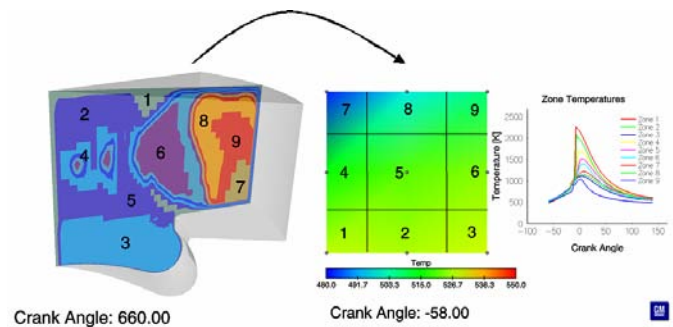 1
2
4
6
8
9
7
5
3
Crank Angle: 660.00
7 8 9
4 5 6
1 2 3
Temp
480.0 491.7 503.3 515.0 526.7 538.3 550.0
Crank Angle: -58.00
Zone Temperatures
Temperature [K]
2500
2000
1500
1000
500
0
-100 -50 0 50 100 150
Crank Angle
Zone 1
Zone 2
Zone 3
Zone 4
Zone 5
Zone 6
Zone 7
Zone 8
Zone 9
GM